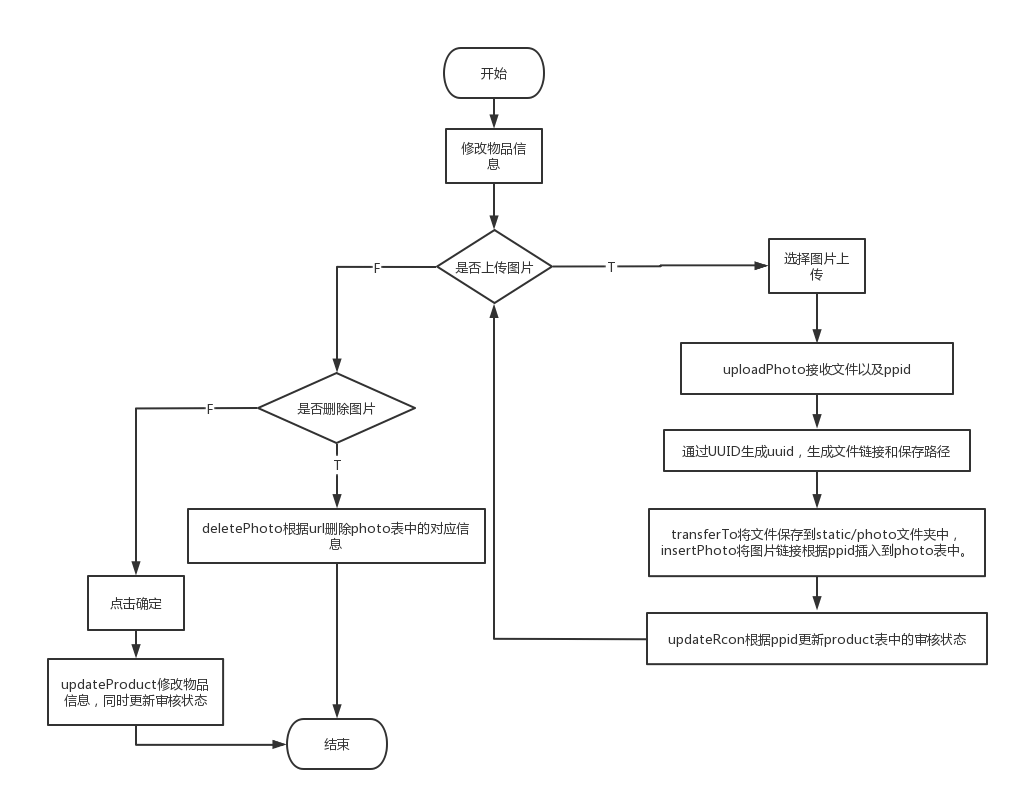 开始
修改物品信
息
是否上传图片
F
T
选择图片上
传
uploadPhoto接收文件以及ppid
通过UUID生成uuid，生成文件链接和保存路径
transferTo将文件保存到static/photo文件夹中，
insertPhoto将图片链接根据ppid插入到photo表中。
updateRcon根据ppid更新product表中的审核状态
是否删除图片
F
T
deletePhoto根据url删除photo表中的对应信
息
点击确定
updateProduct修改物品
信息，同时更新审核状态
结束